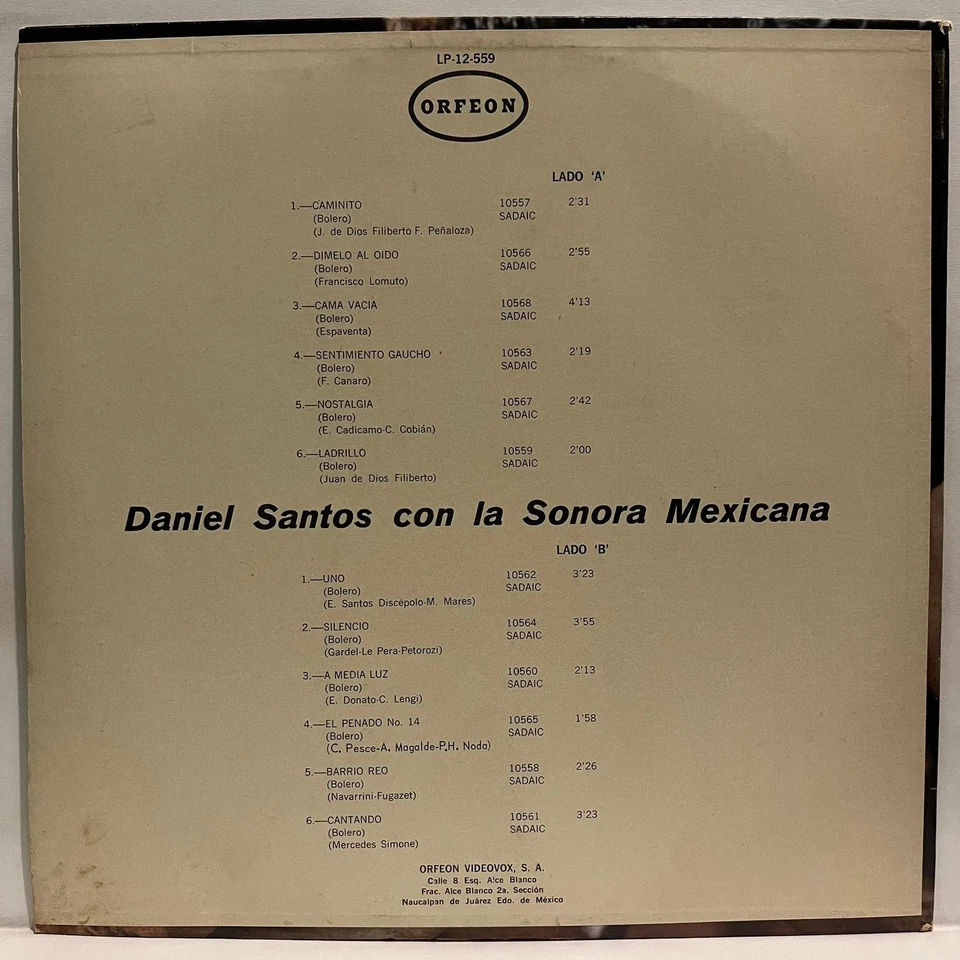 LP-12-559
ORFEON
LADO 'A'
1.—CAMINITO 10557 2'31
(Bolero) SADAIC
(J. de Dios Filiberto F. Peñaloza)
2.—DIMELO AL OIDO 10566 2'55
(Bolero) SADAIC
(Francisco Lomuto)
3.—CAMA VACIA 10568 4'13
(Bolero) SADAIC
(Espaventa)
4.—SENTIMIENTO GAUCHO 10563 2'19
(Bolero) SADAIC
(F. Canaro)
5.—NOSTALGIA 10567 2'42
(Bolero) SADAIC
(E. Cadicamo-C. Cobián)
6.—LADRILLO 10559 2'00
(Bolero) SADAIC
(Juan de Dios Filiberto)
Daniel Santos con la Sonora Mexicana
LADO 'B'
1.—UNO 10562 3'23
(Bolero) SADAIC
(E. Santos Discépolo-M. Mares)
2.—SILENCIO 10564 3'55
(Bolero) SADAIC
(Gardel-Le Pera-Petorozi)
3.—A MEDIA LUZ 10560 2'13
(Bolero) SADAIC
(E. Donato-C. Lengi)
4.—EL PENADO No. 14 10565 1'58
(Bolero) SADAIC
(C. Pesce-A. Magalde-P.H. Noda)
5.—BARRIO REO 10558 2'26
(Bolero) SADAIC
(Navarrini-Fugazet)
6.—CANTANDO 10561 3'23
(Bolero) SADAIC
(Mercedes Simone)
ORFEON VIDEOVOX, S. A.
Calle 8 Esq. Alce Blanco
Frac. Alce Blanco 2a. Sección
Naucalpan de Juárez Edo. de México